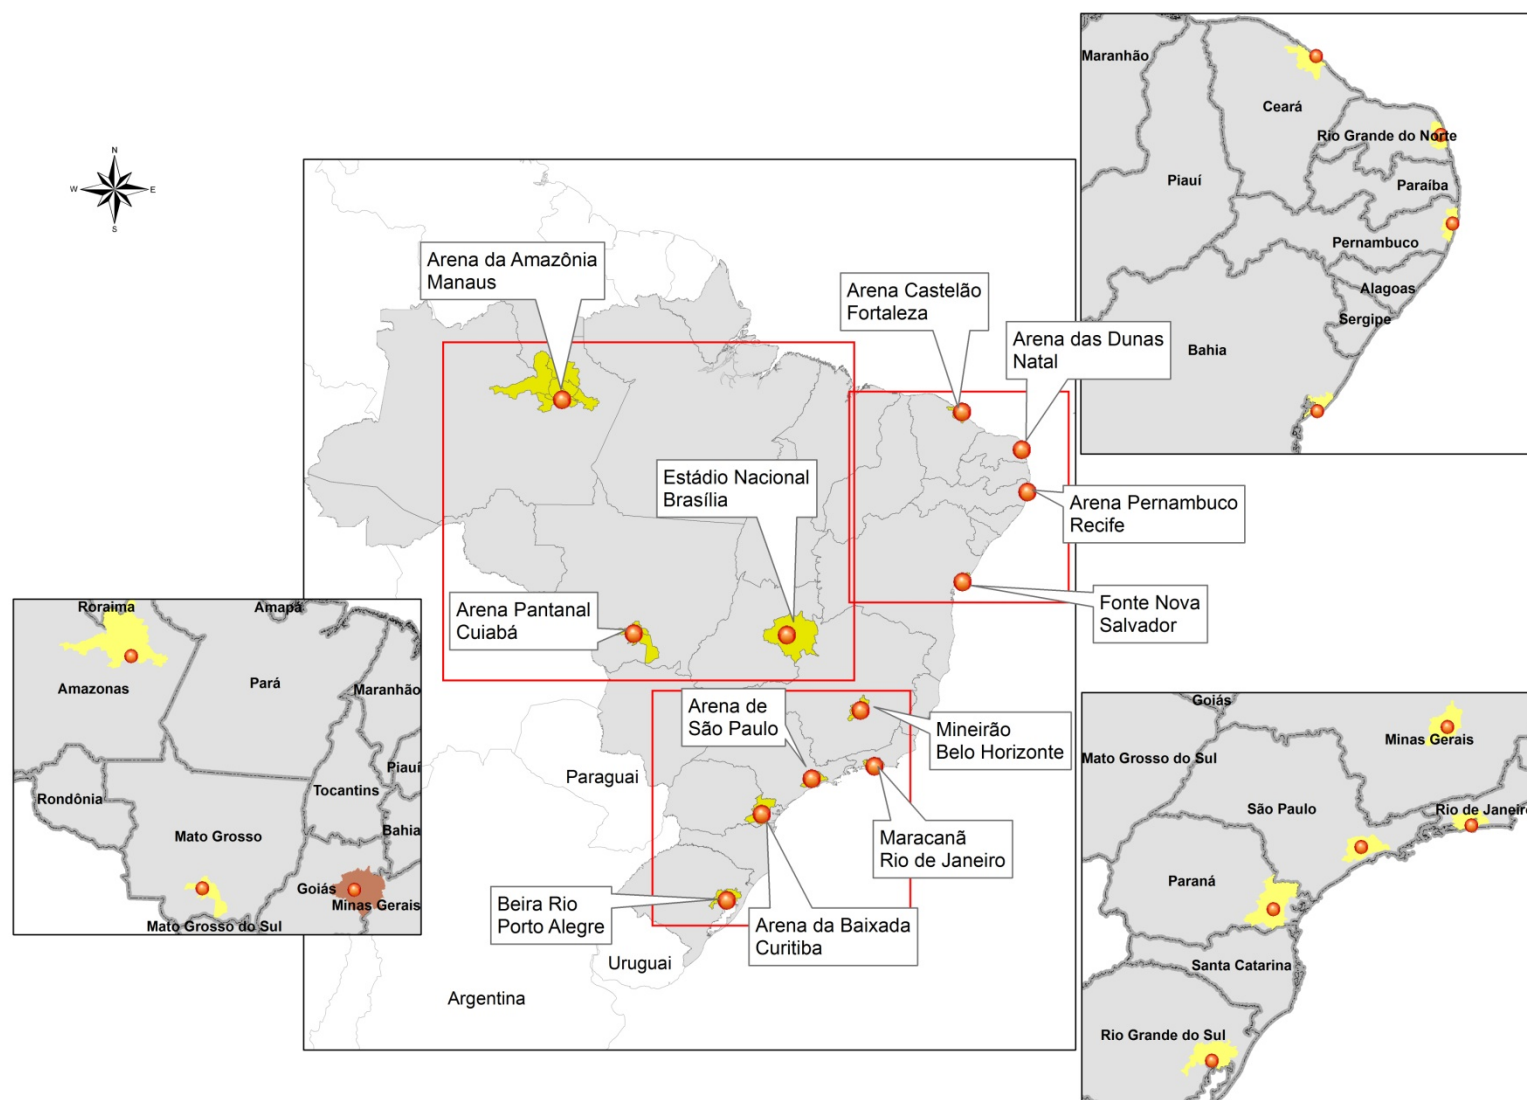 N
W
E
S
Maranhão
Ceará
Rio Grande do Norte
Piauí
Paraíba
Pernambuco
Alagoas
Sergipe
Bahia
Arena da Amazônia
Manaus
Arena Castelão
Fortaleza
Arena das Dunas
Natal
Estádio Nacional
Brasília
Arena Pernambuco
Recife
Arena Pantanal
Cuiabá
Fonte Nova
Salvador
Arena de
São Paulo
Mineirão
Belo Horizonte
Paraguai
Maracanã
Rio de Janeiro
Beira Rio
Porto Alegre
Arena da Baixada
Curitiba
Uruguai
Argentina
Roraima
Amapá
Amazonas
Pará
Maranhão
Piauí
Rondônia
Tocantins
Mato Grosso
Bahia
Goiás
Minas Gerais
Mato Grosso do Sul
Goiás
Minas Gerais
Mato Grosso do Sul
São Paulo
Rio de Janeiro
Paraná
Santa Catarina
Rio Grande do Sul